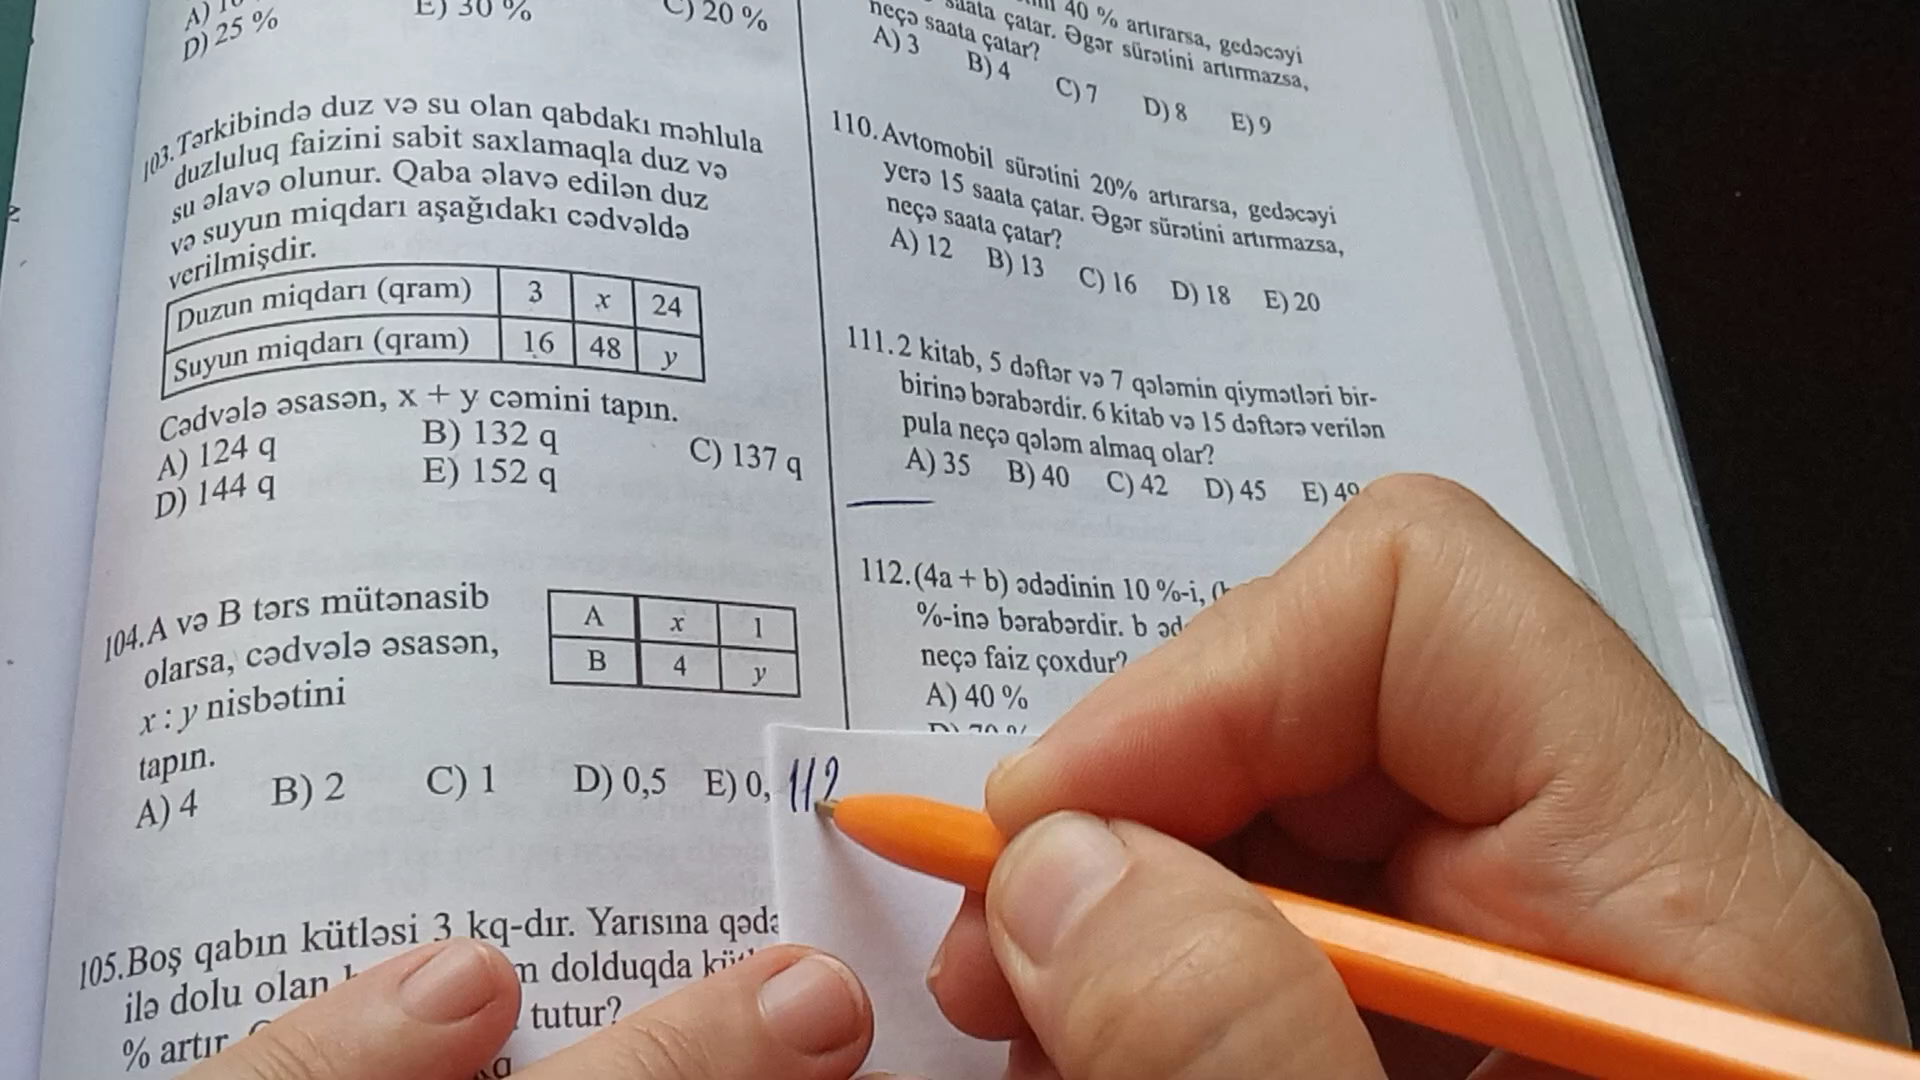 D) 25 %
E) 30 %
C) 20 %
103. Tərkibində duz və su olan qabdakı məhlula
duzluluq faizini sabit saxlamaqla duz və
su əlavə olunur. Qaba əlavə edilən duz
və suyun miqdarı aşağıdakı cədvəldə
verilmişdir.
Duzun miqdarı (qram) 3 x 24
Suyun miqdarı (qram) 16 48 y
Cədvələ əsasən, x + y cəmini tapın.
A) 124 q B) 132 q C) 137 q
D) 144 q E) 152 q
104. A və B tərs mütənasib
olarsa, cədvələ əsasən,
x : y nisbətini
tapın.
A x 1
B 4 y
A) 4 B) 2 C) 1 D) 0,5 E) 0,
105. Boş qabın kütləsi 3 kq-dır. Yarısına
ilə dolu olan dolduqda
% artır. tutur?
40 % artırarsa, gedəcəyi
saata çatar. Əgər sürətini artırmazsa,
neçə saata çatar?
A) 3 B) 4 C) 7 D) 8 E) 9
110. Avtomobil sürətini 20% artırarsa, gedəcəyi
yerə 15 saata çatar. Əgər sürətini artırmazsa,
neçə saata çatar?
A) 12 B) 13 C) 16 D) 18 E) 20
111. 2 kitab, 5 dəftər və 7 qələmin qiymətləri bir-
birinə bərabərdir. 6 kitab və 15 dəftərə verilən
pula neçə qələm almaq olar?
A) 35 B) 40 C) 42 D) 45 E) 49
112. (4a + b) ədədinin 10 %-i,
%-inə bərabərdir. b
neçə faiz çoxdur?
A) 40 %
112